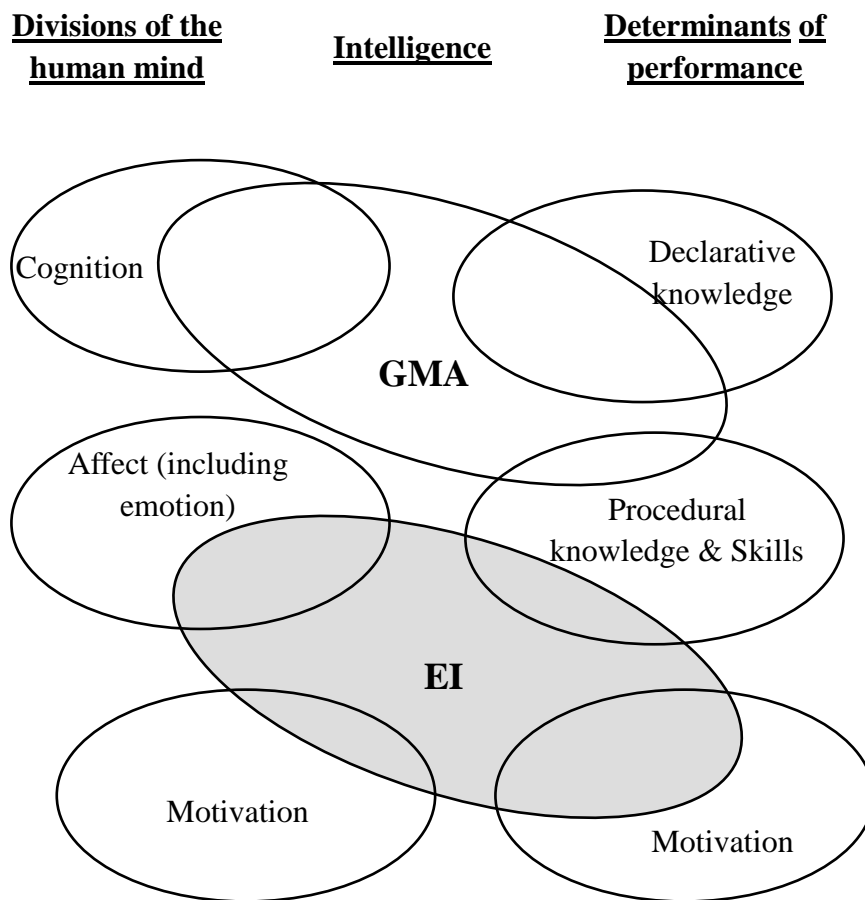 Divisions of the
human mind
Intelligence
Determinants of
performance
Cognition
Declarative
knowledge
GMA
Affect (including
emotion)
Procedural
knowledge & Skills
EI
Motivation
Motivation